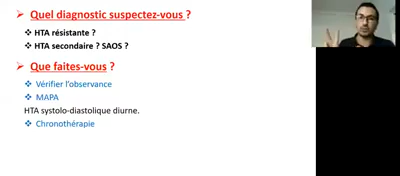 Quel diagnostic suspectez-vous ?
HTA résistante ?
HTA secondaire ? SAOS ?
Que faites-vous ?
Vérifier l'observance
MAPA
HTA systolo-diastolique diurne.
Chronothérapie